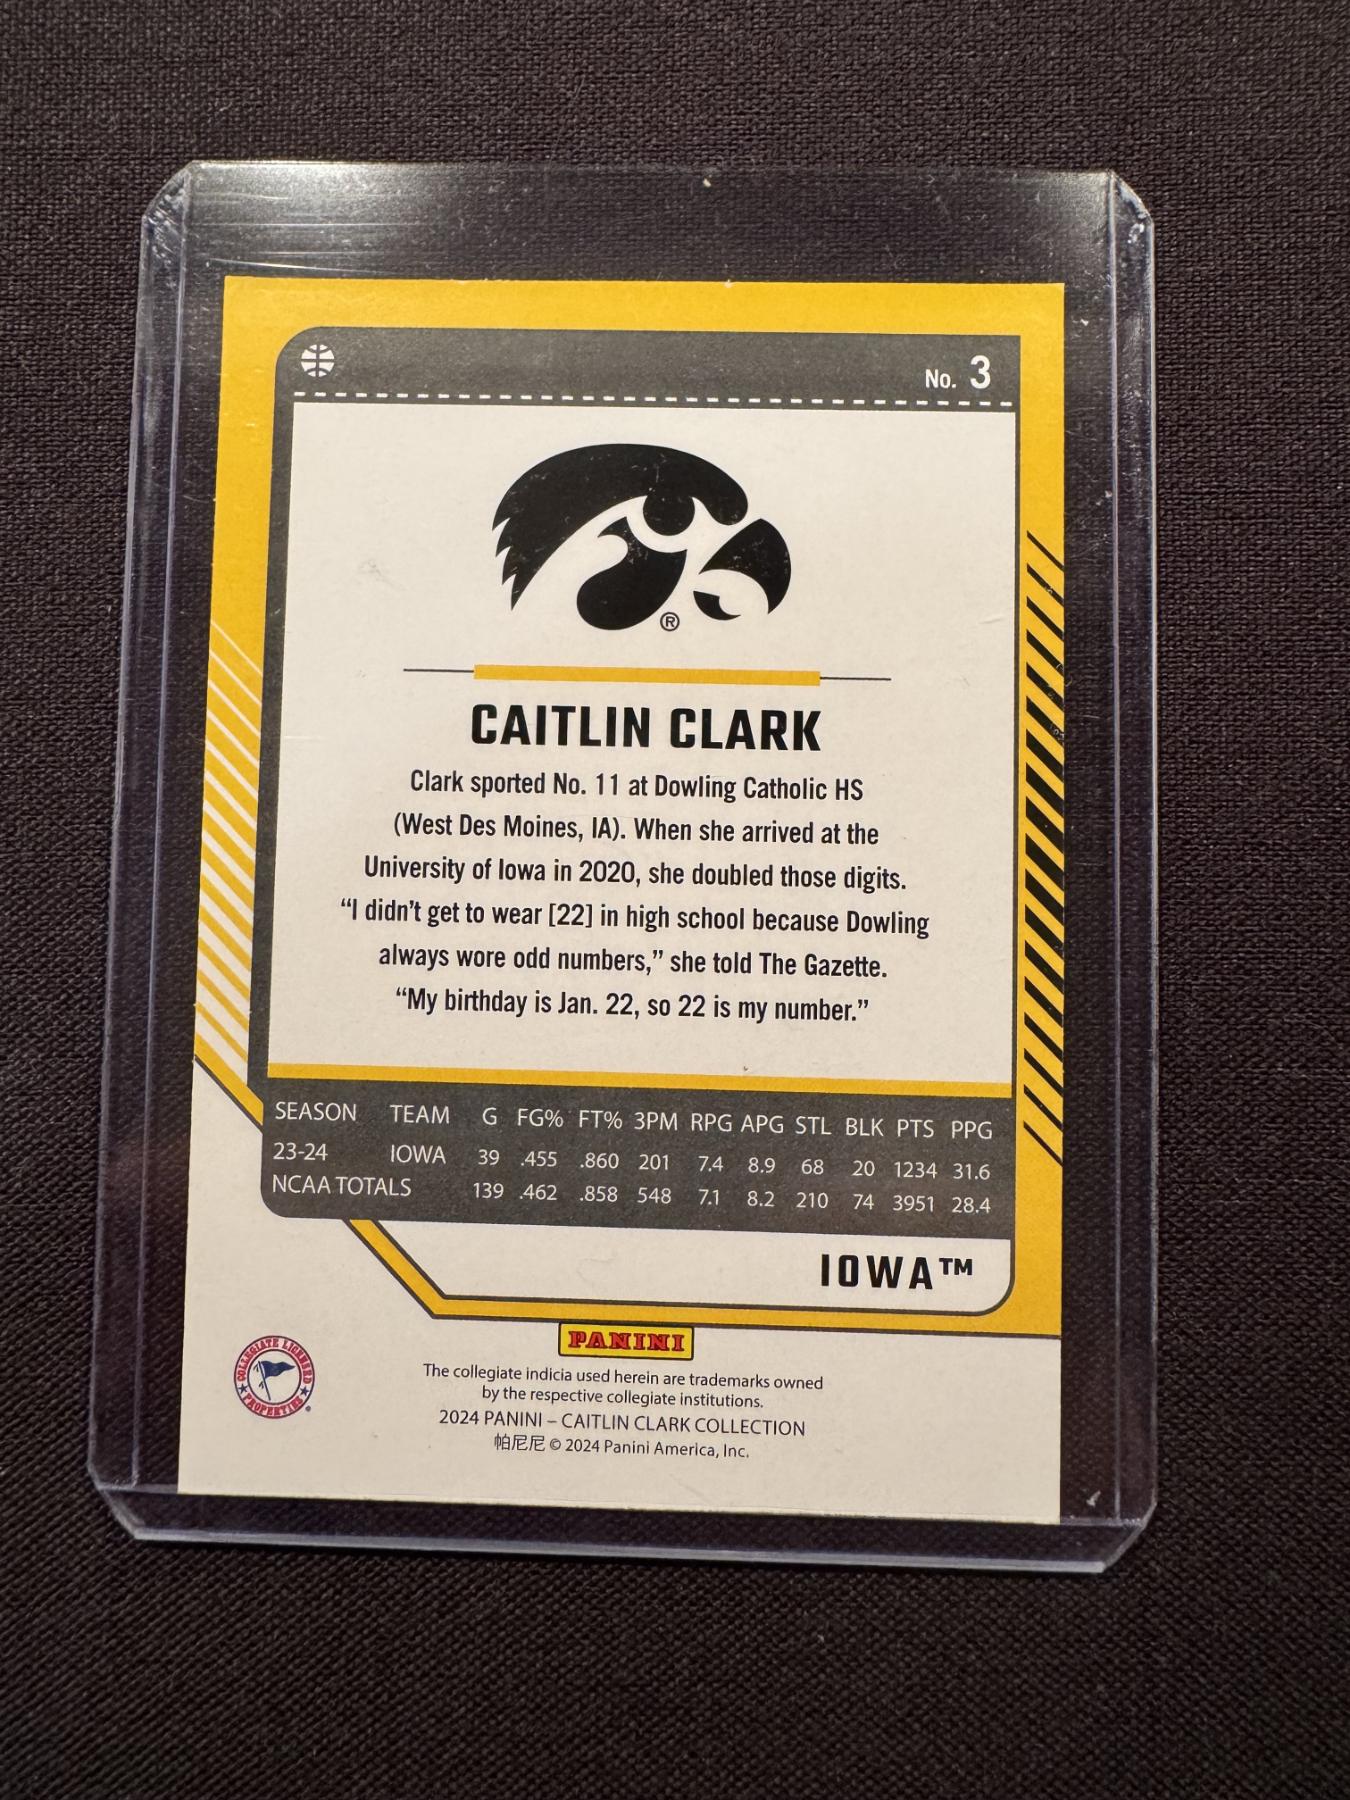 No. 3
®
CAITLIN CLARK
Clark sported No. 11 at Dowling Catholic HS
(West Des Moines, IA). When she arrived at the
University of Iowa in 2020, she doubled those digits.
“I didn’t get to wear [22] in high school because Dowling
always wore odd numbers,” she told The Gazette.
“My birthday is Jan. 22, so 22 is my number.”
SEASON TEAM G FG% FT% 3PM RPG APG STL BLK PTS PPG
23-24 IOWA 39 .455 .860 201 7.4 8.9 68 20 1234 31.6
NCAA TOTALS 139 .462 .858 548 7.1 8.2 210 74 3951 28.4
IOWA™
PANINI
COLLEGIATE LICENSED
PROPERTIES
®
The collegiate indicia used herein are trademarks owned
by the respective collegiate institutions.
2024 PANINI – CAITLIN CLARK COLLECTION
帕尼尼 © 2024 Panini America, Inc.